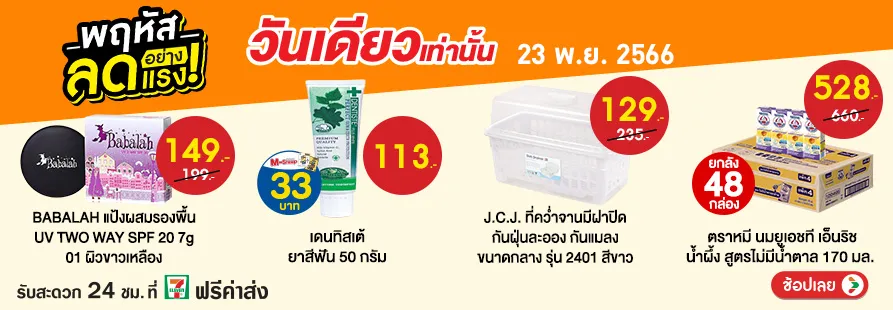 พฤหัส
ลดอย่างแรง!
วันเดียวเท่านั้น 23 พ.ย. 2566
Babalah
Babalah
149.-
199.-
BABALAH แป้งผสมรองพื้น
UV TWO WAY SPF 20 7g
01 ผิวขาวเหลือง
DENTISTE
PREMIUM QUALITY
33
บาท
113.-
เดนทิสเต้
ยาสีฟัน 50 กรัม
129.-
235.-
J.C.J. ที่คว่ำจานมีฝาปิด
กันฝุ่นละออง กันแมลง
ขนาดกลาง รุ่น 2401 สีขาว
528.-
660.-
ยกลัง
48
กล่อง
ตราหมี นมยูเอชที เอ็นริช
น้ำผึ้ง สูตรไม่มีน้ำตาล 170 มล.
รับสะดวก 24 ชม. ที่ 7 ELEVEN ฟรีค่าส่ง
ช้อปเลย